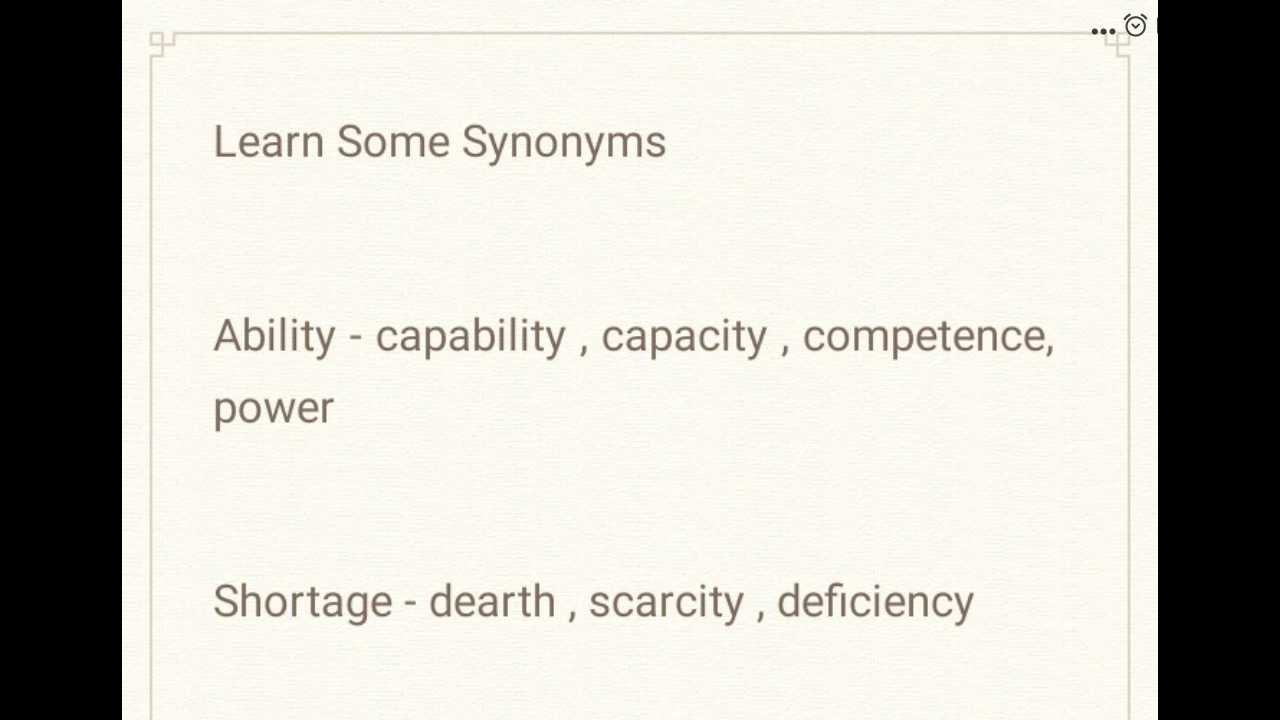 Learn Some Synonyms
Ability - capability , capacity , competence,
power
Shortage - dearth , scarcity , deficiency